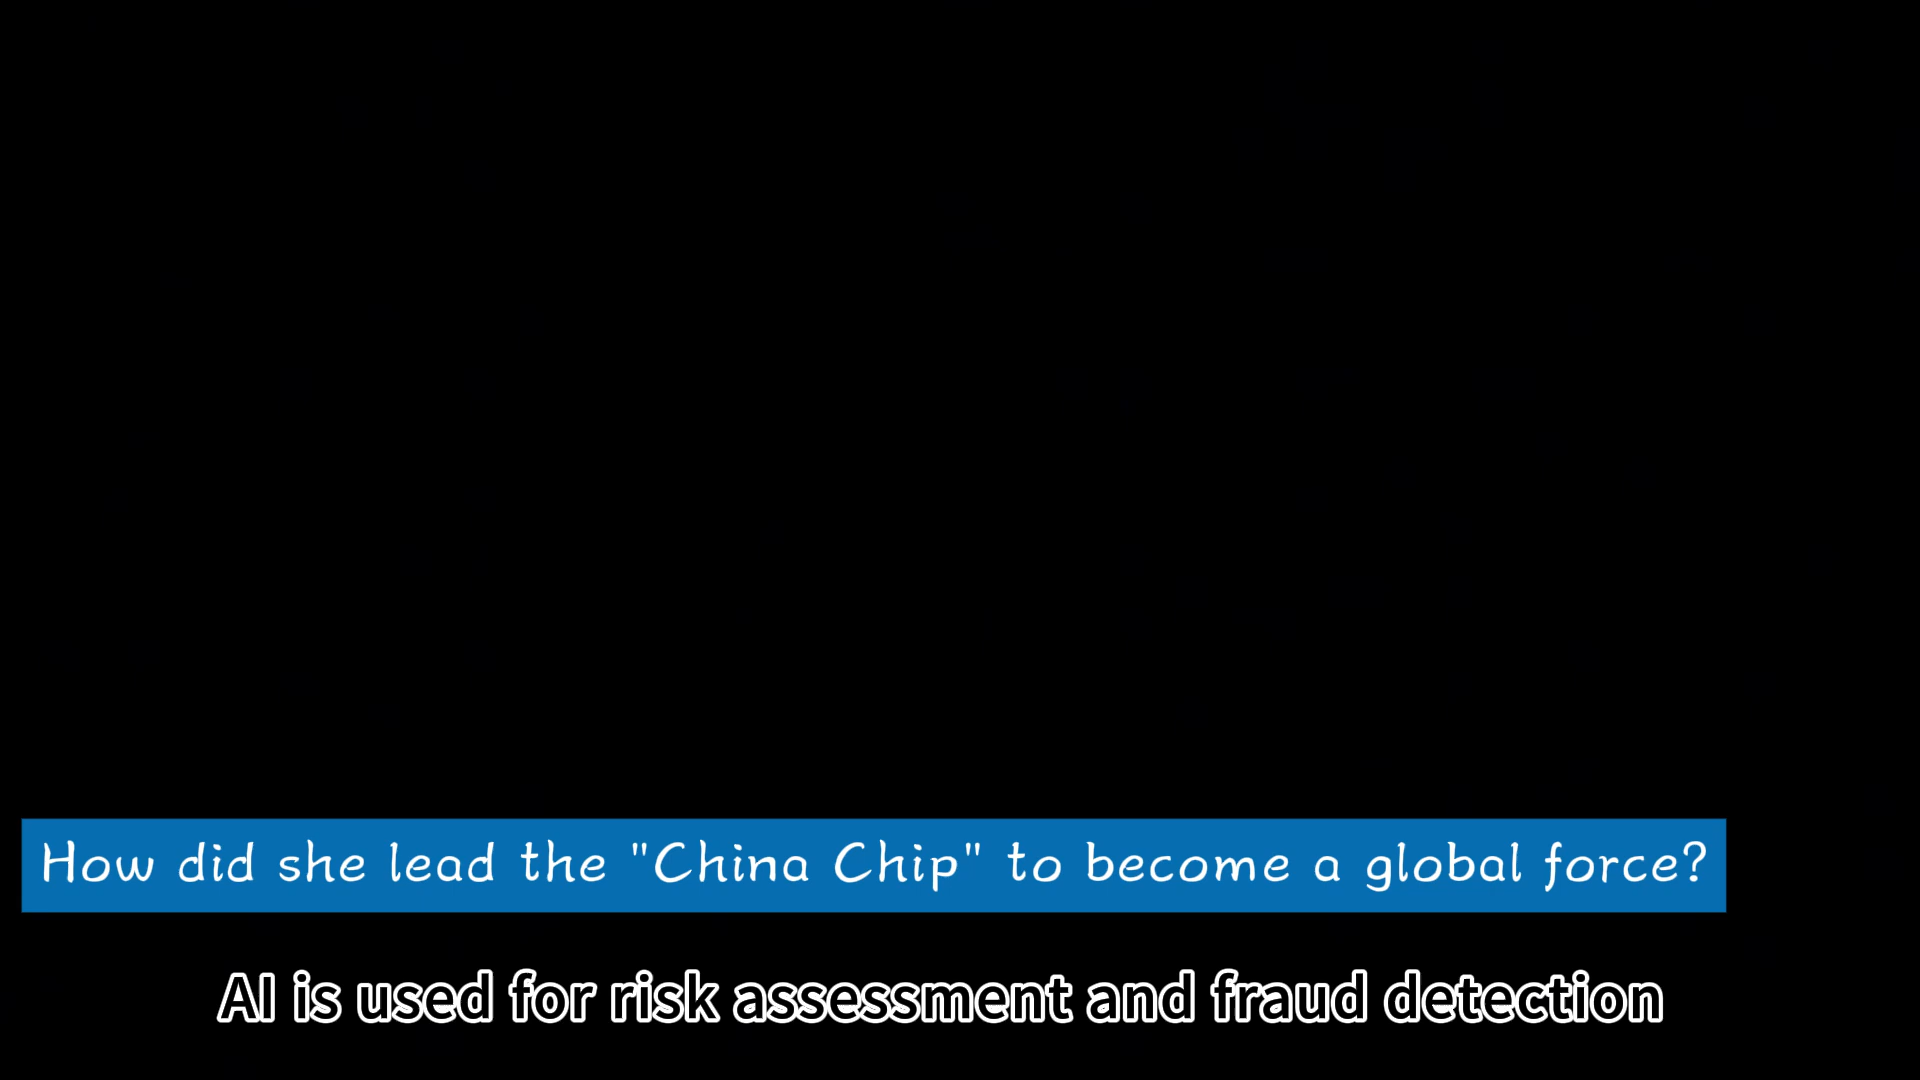 How did she lead the "China Chip" to become a global force?
AI is used for risk assessment and fraud detection